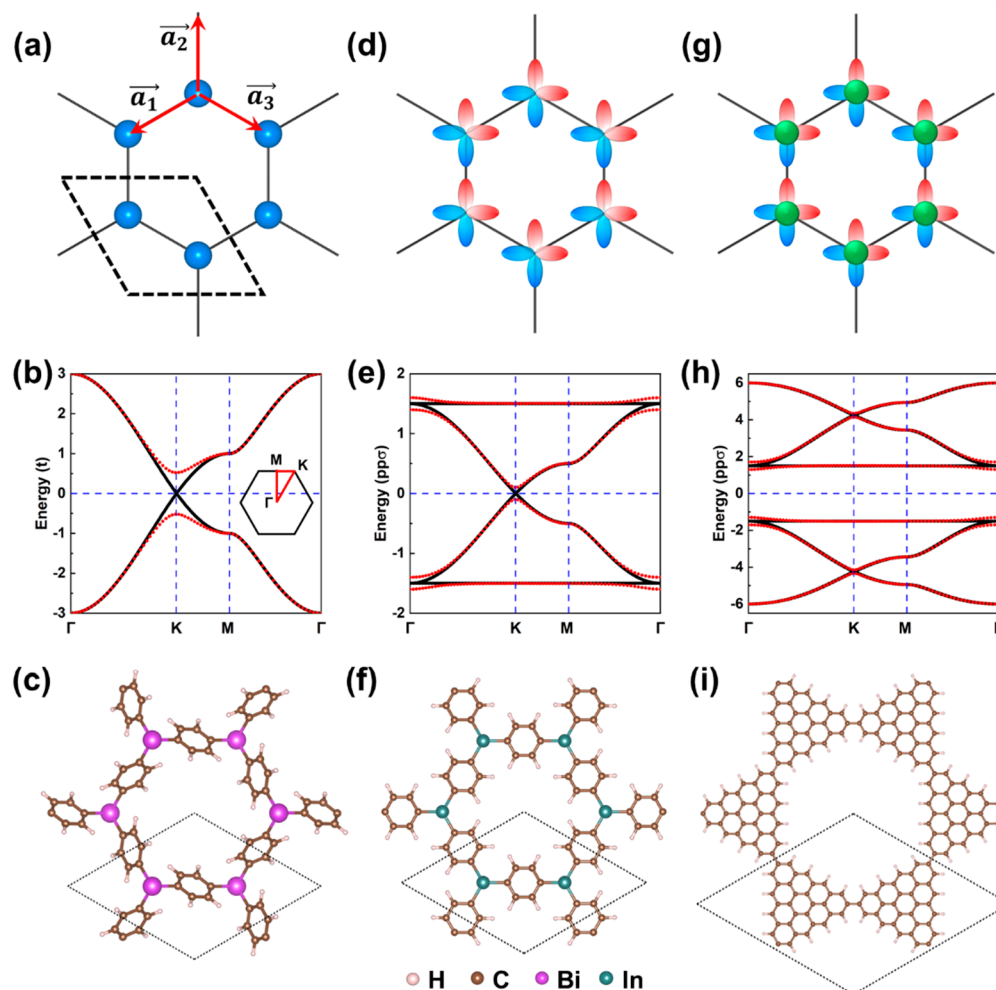 (a)
a₂
a₁
a₃
(d)
(g)
(b)
3
2
1
0
-1
-2
-3
Energy (t)
M
K
Γ
Γ K M Γ
(e)
2
1
0
-1
-2
Energy (ppσ)
Γ K M Γ
(h)
6
4
2
0
-2
-4
-6
Energy (ppσ)
Γ K M
(c)
(f)
(i)
H C Bi In